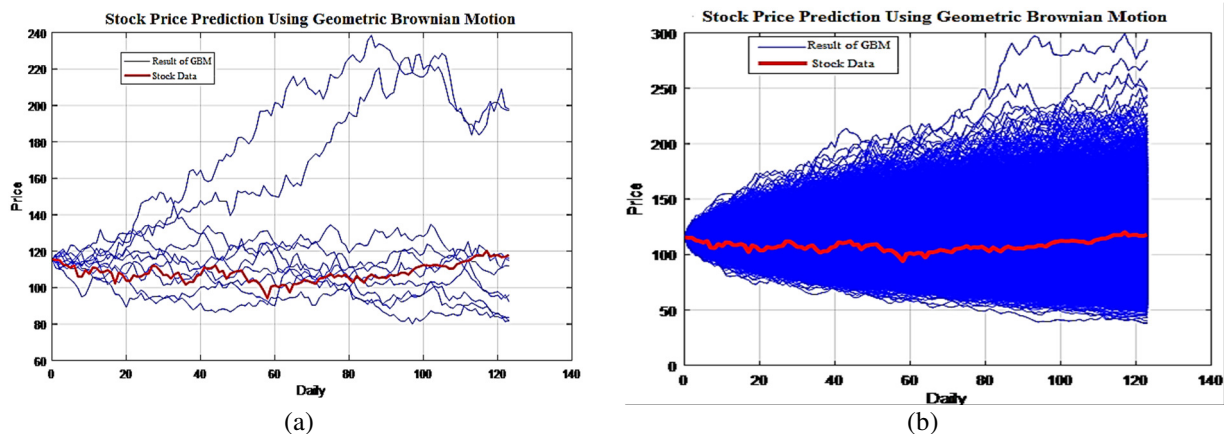 Stock Price Prediction Using Geometric Brownian Motion
240
220
200
180
160
140
120
100
80
60
Price
Result of GBM
Stock Data
0 20 40 60 80 100 120 140
Daily
(a)
Stock Price Prediction Using Geometric Brownian Motion
300
250
200
150
100
50
0
Price
Result of GBM
Stock Data
0 20 40 60 80 100 120 140
Daily
(b)